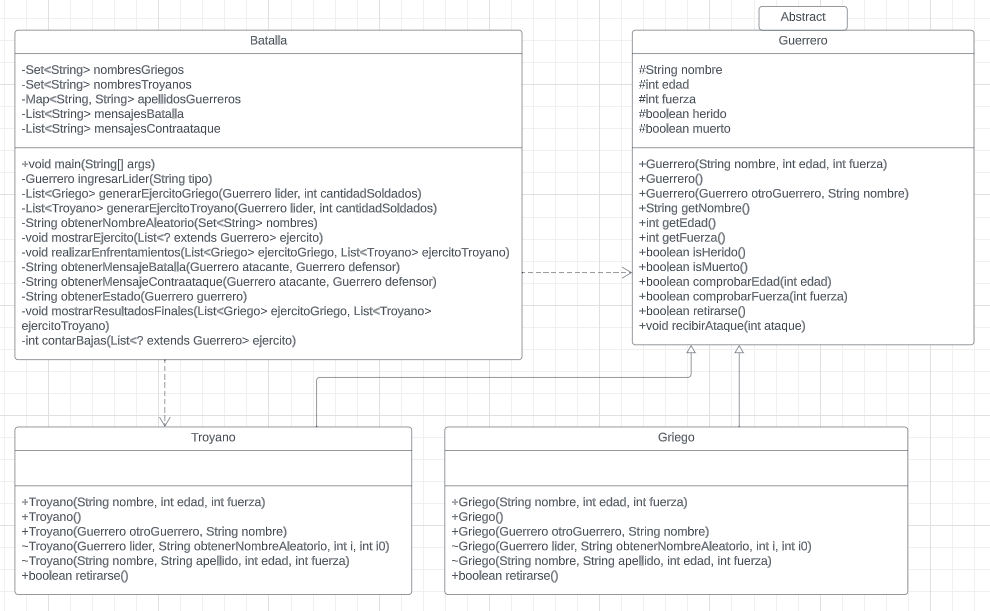 Abstract
Batalla
-Set<String> nombresGriegos
-Set<String> nombresTroyanos
-Map<String, String> apellidosGuerreros
-List<String> mensajesBatalla
-List<String> mensajesContraataque
+void main(String[] args)
-Guerrero ingresarLider(String tipo)
-List<Griego> generarEjercitoGriego(Guerrero lider, int cantidadSoldados)
-List<Troyano> generarEjercitoTroyano(Guerrero lider, int cantidadSoldados)
-String obtenerNombreAleatorio(Set<String> nombres)
-void mostrarEjercito(List<? extends Guerrero> ejercito)
-void realizarEnfrentamientos(List<Griego> ejercitoGriego, List<Troyano> ejercitoTroyano)
-String obtenerMensajeBatalla(Guerrero atacante, Guerrero defensor)
-String obtenerMensajeContraataque(Guerrero atacante, Guerrero defensor)
-String obtenerEstado(Guerrero guerrero)
-void mostrarResultadosFinales(List<Griego> ejercitoGriego, List<Troyano>
ejercitoTroyano)
-int contarBajas(List<? extends Guerrero> ejercito)
Guerrero
#String nombre
#int edad
#int fuerza
#boolean herido
#boolean muerto
+Guerrero(String nombre, int edad, int fuerza)
+Guerrero()
+Guerrero(Guerrero otroGuerrero, String nombre)
+String getNombre()
+int getEdad()
+int getFuerza()
+boolean isHerido()
+boolean isMuerto()
+boolean comprobarEdad(int edad)
+boolean comprobarFuerza(int fuerza)
+boolean retirarse()
+void recibirAtaque(int ataque)
Troyano
+Troyano(String nombre, int edad, int fuerza)
+Troyano()
+Troyano(Guerrero otroGuerrero, String nombre)
~Troyano(Guerrero lider, String obtenerNombreAleatorio, int i, int i0)
~Troyano(String nombre, String apellido, int edad, int fuerza)
+boolean retirarse()
Griego
+Griego(String nombre, int edad, int fuerza)
+Griego()
+Griego(Guerrero otroGuerrero, String nombre)
~Griego(Guerrero lider, String obtenerNombreAleatorio, int i, int i0)
~Griego(String nombre, String apellido, int edad, int fuerza)
+boolean retirarse()